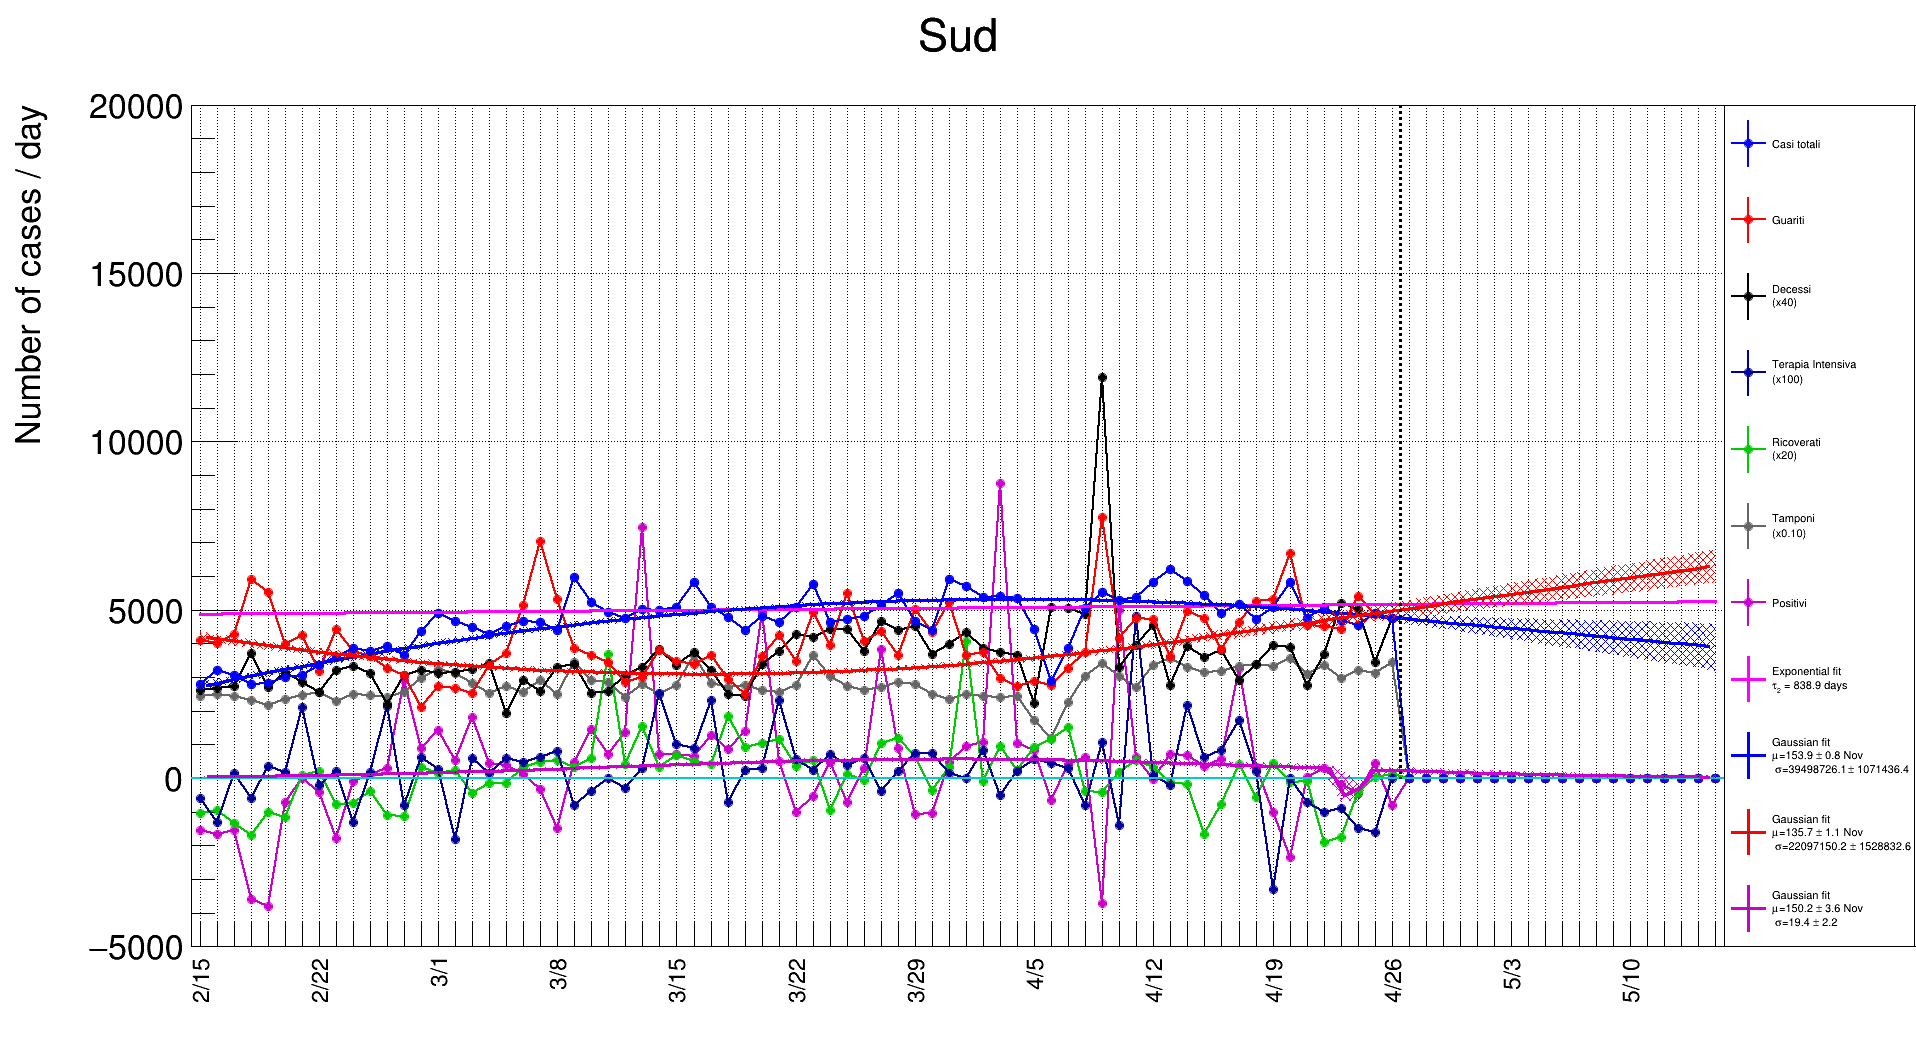 Sud
Number of cases / day
20000
15000
10000
5000
0
−5000
2/15
2/22
3/1
3/8
3/15
3/22
3/29
4/5
4/12
4/19
4/26
5/3
5/10
Casi totali
Guariti
Decessi
(x40)
Terapia Intensiva
(x100)
Ricoverati
(x20)
Tamponi
(x0.10)
Positivi
Exponential fit
τ₂ = 838.9 days
Gaussian fit
μ=153.9 ± 0.8 Nov
σ=39498726.1 ± 1071436.4
Gaussian fit
μ=135.7 ± 1.1 Nov
σ=22097150.2 ± 1528832.6
Gaussian fit
μ=150.2 ± 3.6 Nov
σ=19.4 ± 2.2